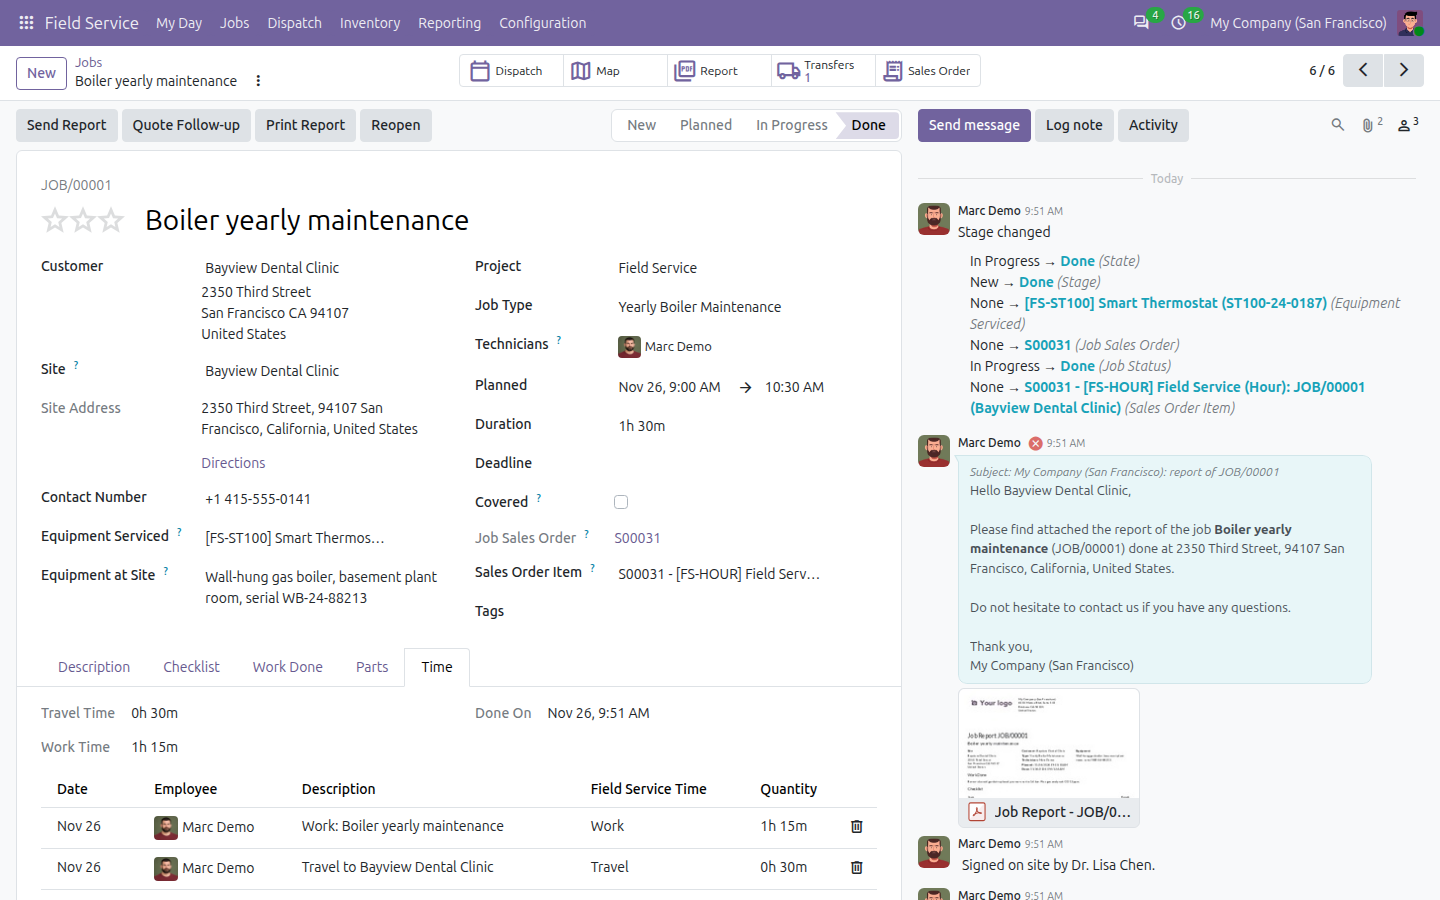 Field Service
My Day
Jobs
Dispatch
Inventory
Reporting
Configuration
4
16
My Company (San Francisco)
New
Jobs
Boiler yearly maintenance
Dispatch
Map
Report
Transfers
1
Sales Order
6 / 6
Send Report
Quote Follow-up
Print Report
Reopen
New
Planned
In Progress
Done
Send message
Log note
Activity
2
3
JOB/00001
Boiler yearly maintenance
Customer
Bayview Dental Clinic
2350 Third Street
San Francisco CA 94107
United States
Site ?
Bayview Dental Clinic
Site Address
2350 Third Street, 94107 San
Francisco, California, United States
Directions
Contact Number
+1 415-555-0141
Equipment Serviced ?
[FS-ST100] Smart Thermos...
Equipment at Site ?
Wall-hung gas boiler, basement plant
room, serial WB-24-88213
Project
Field Service
Job Type
Yearly Boiler Maintenance
Technicians ?
Marc Demo
Planned
Nov 26, 9:00 AM → 10:30 AM
Duration
1h 30m
Deadline
Covered ?
Job Sales Order ?
S00031
Sales Order Item ?
S00031 - [FS-HOUR] Field Serv...
Tags
Description
Checklist
Work Done
Parts
Time
Travel Time 0h 30m
Done On Nov 26, 9:51 AM
Work Time 1h 15m
Date Employee Description Field Service Time Quantity
Nov 26 Marc Demo Work: Boiler yearly maintenance Work 1h 15m
Nov 26 Marc Demo Travel to Bayview Dental Clinic Travel 0h 30m
Today
Marc Demo 9:51 AM
Stage changed
In Progress → Done (State)
New → Done (Stage)
None → [FS-ST100] Smart Thermostat (ST100-24-0187) (Equipment
Serviced)
None → S00031 (Job Sales Order)
In Progress → Done (Job Status)
None → S00031 - [FS-HOUR] Field Service (Hour): JOB/00001
(Bayview Dental Clinic) (Sales Order Item)
Marc Demo 9:51 AM
Subject: My Company (San Francisco): report of JOB/00001
Hello Bayview Dental Clinic,
Please find attached the report of the job Boiler yearly
maintenance (JOB/00001) done at 2350 Third Street, 94107 San
Francisco, California, United States.
Do not hesitate to contact us if you have any questions.
Thank you,
My Company (San Francisco)
Your logo
Job Report JOB/00001
Boiler yearly maintenance
Job Report - JOB/0...
Marc Demo 9:51 AM
Signed on site by Dr. Lisa Chen.
Marc Demo 9:51 AM